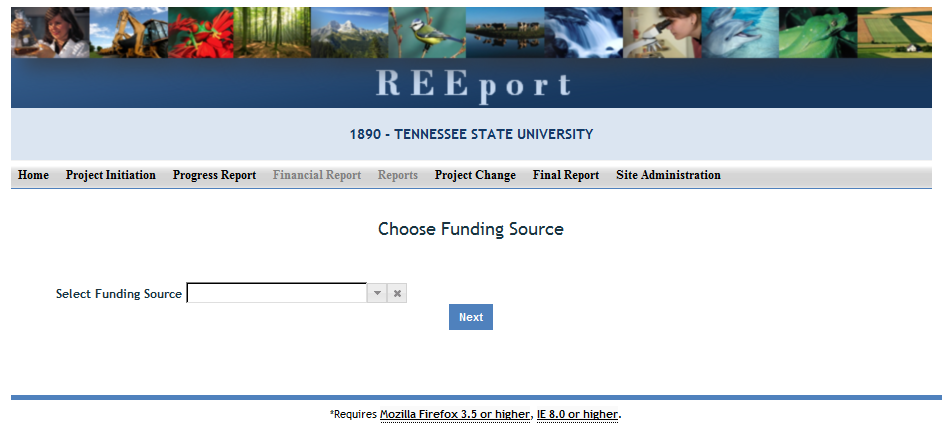 REEport
1890 - TENNESSEE STATE UNIVERSITY
Home Project Initiation Progress Report Financial Report Reports Project Change Final Report Site Administration
Choose Funding Source
Select Funding Source
Next
*Requires Mozilla Firefox 3.5 or higher, IE 8.0 or higher.